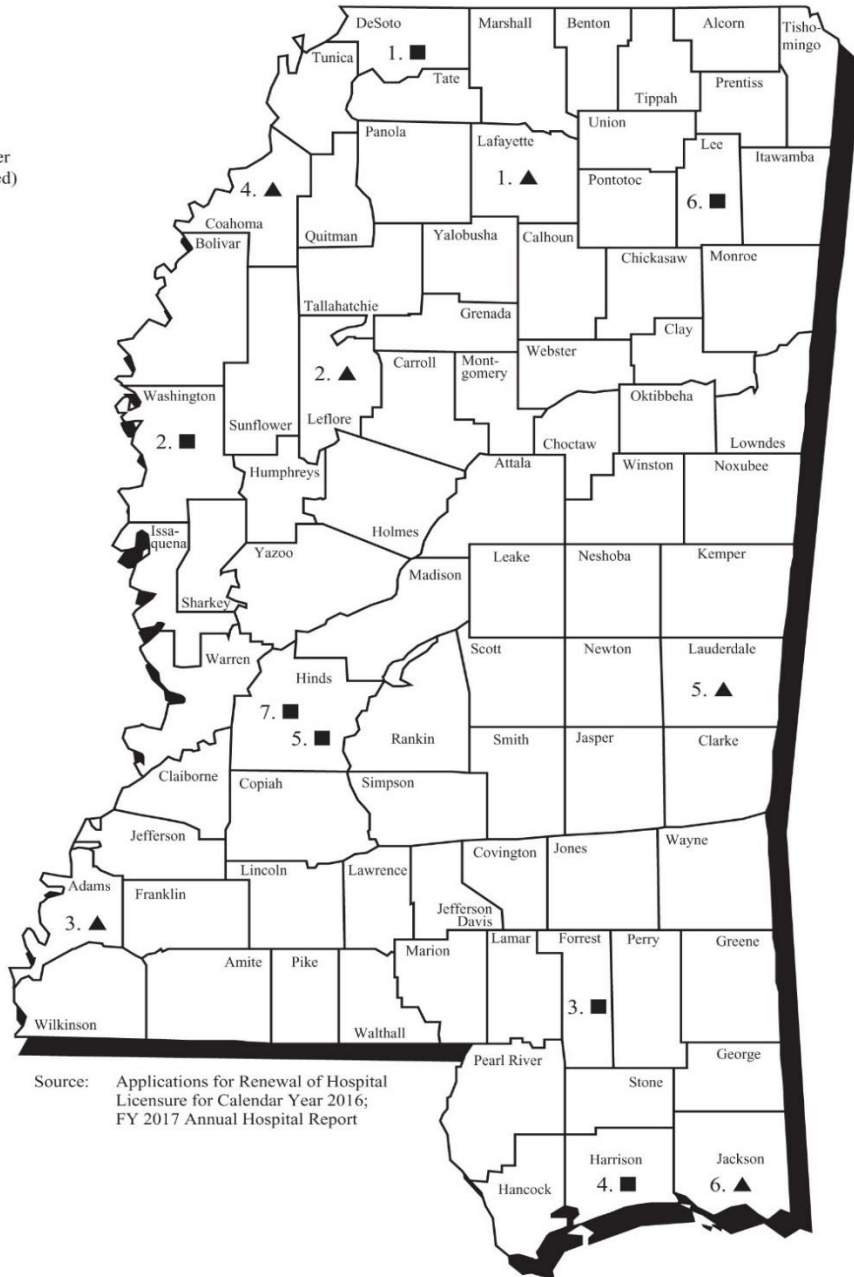 er
ed)
DeSoto
1. ■
Marshall
Benton
Alcorn
Tisho-
mingo
Tunica
Tate
Tippah
Prentiss
Panola
Lafayette
1. ▲
Union
Lee
6. ■
Itawamba
Pontotoc
4. ▲
Coahoma
Quitman
Bolivar
Yalobusha
Calhoun
Chickasaw
Monroe
Tallahatchie
Grenada
Clay
2. ▲
Leflore
Carroll
Mont-
gomery
Webster
Washington
2. ■
Sunflower
Oktibbeha
Choctaw
Lowndes
Humphreys
Attala
Winston
Noxubee
Holmes
Issa-
quena
Sharkey
Yazoo
Madison
Leake
Neshoba
Kemper
Warren
Hinds
7. ■
5. ■
Scott
Newton
Lauderdale
5. ▲
Rankin
Smith
Jasper
Clarke
Claiborne
Copiah
Simpson
Jefferson
Covington
Jones
Wayne
Adams
3. ▲
Franklin
Lincoln
Lawrence
Jefferson
Davis
Marion
Lamar
Forrest
3. ■
Perry
Greene
Wilkinson
Amite
Pike
Walthall
Pearl River
George
Stone
Source: Applications for Renewal of Hospital
Licensure for Calendar Year 2016;
FY 2017 Annual Hospital Report
Hancock
Harrison
4. ■
Jackson
6. ▲